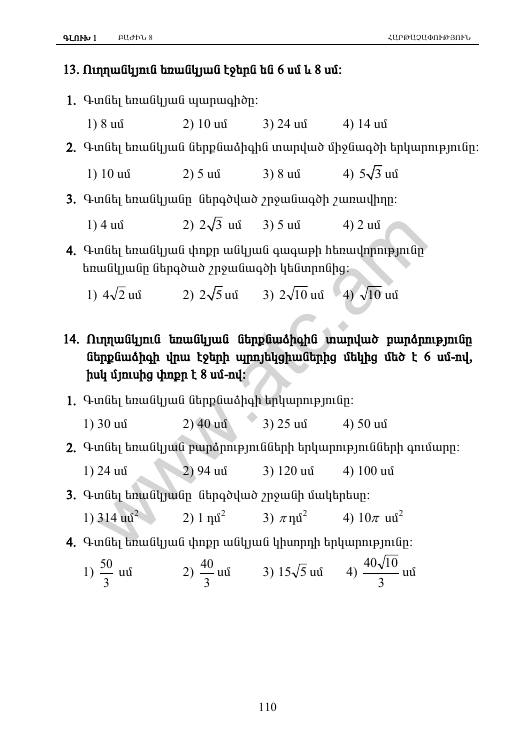 ԳԼՈՒԽ 1 ԲԱԺԻՆ 8 ՀԱՐԹԱՉԱՓՈՒԹՅՈՒՆ
13. Ուղղանկյուն եռանկյան էջերն են 6 սմ և 8 սմ:
1. Գտնել եռանկյան պարագիծը:
1) 8 սմ 2) 10 սմ 3) 24 սմ 4) 14 սմ
2. Գտնել եռանկյան ներքնաձիգին տարված միջնագծի երկարությունը:
1) 10 սմ 2) 5 սմ 3) 8 սմ 4) 5√3 սմ
3. Գտնել եռանկյանը ներգծված շրջանագծի շառավիղը:
1) 4 սմ 2) 2√3 սմ 3) 5 սմ 4) 2 սմ
4. Գտնել եռանկյան փոքր անկյան գագաթի հեռավորությունը
եռանկյանը ներգծած շրջանագծի կենտրոնից:
1) 4√2 սմ 2) 2√5 սմ 3) 2√10 սմ 4) √10 սմ
14. Ուղղանկյուն եռանկյան ներքնաձիգին տարված բարձրությունը
ներքնաձիգի վրա էջերի պրոյեկցիաներից մեկից մեծ է 6 սմ-ով,
իսկ մյուսից փոքր է 8 սմ-ով:
1. Գտնել եռանկյան ներքնաձիգի երկարությունը:
1) 30 սմ 2) 40 սմ 3) 25 սմ 4) 50 սմ
2. Գտնել եռանկյան բարձրությունների երկարությունների գումարը:
1) 24 սմ 2) 94 սմ 3) 120 սմ 4) 100 սմ
3. Գտնել եռանկյանը ներգծված շրջանի մակերեսը:
1) 314 սմ² 2) 1 դմ² 3) π դմ² 4) 10π սմ²
4. Գտնել եռանկյան փոքր անկյան կիսորդի երկարությունը:
1) 50/3 սմ 2) 40/3 սմ 3) 15√5 սմ 4) 40√10/3 սմ
110
www.atc.am